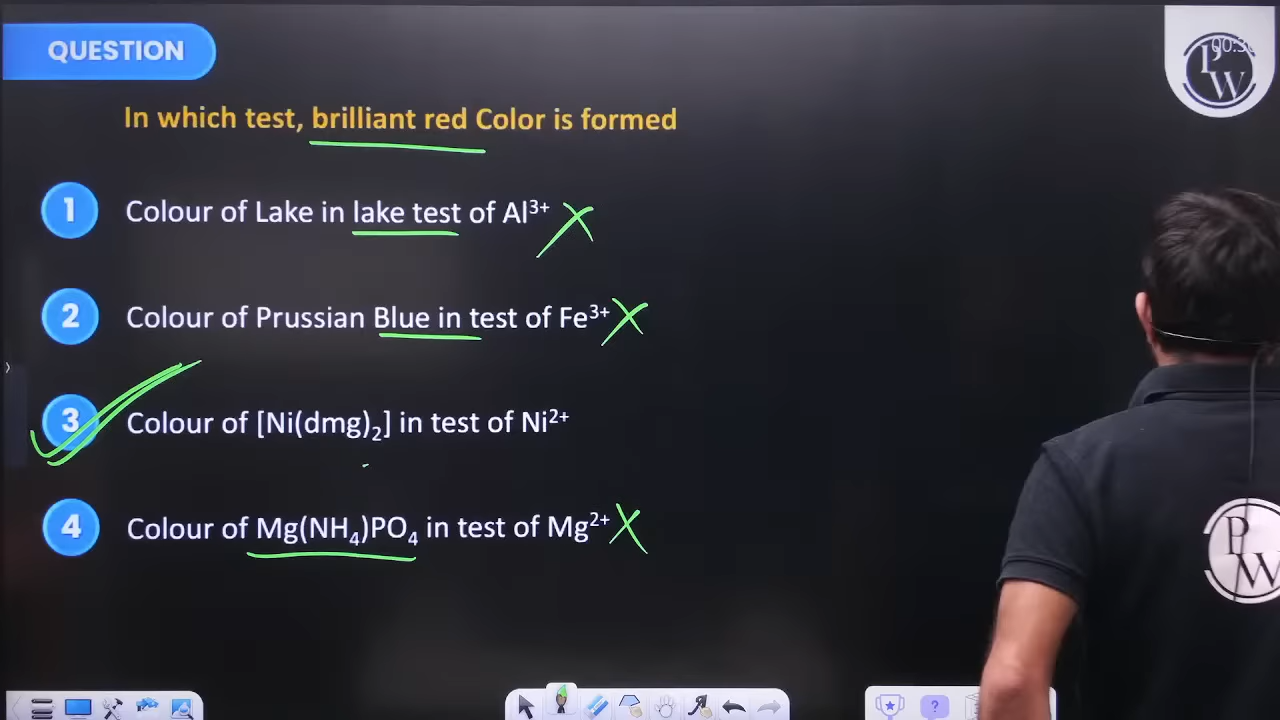 QUESTION
In which test, brilliant red Color is formed
1 Colour of Lake in lake test of Al³⁺
2 Colour of Prussian Blue in test of Fe³⁺
3 Colour of [Ni(dmg)₂] in test of Ni²⁺
4 Colour of Mg(NH₄)PO₄ in test of Mg²⁺
PW
PW